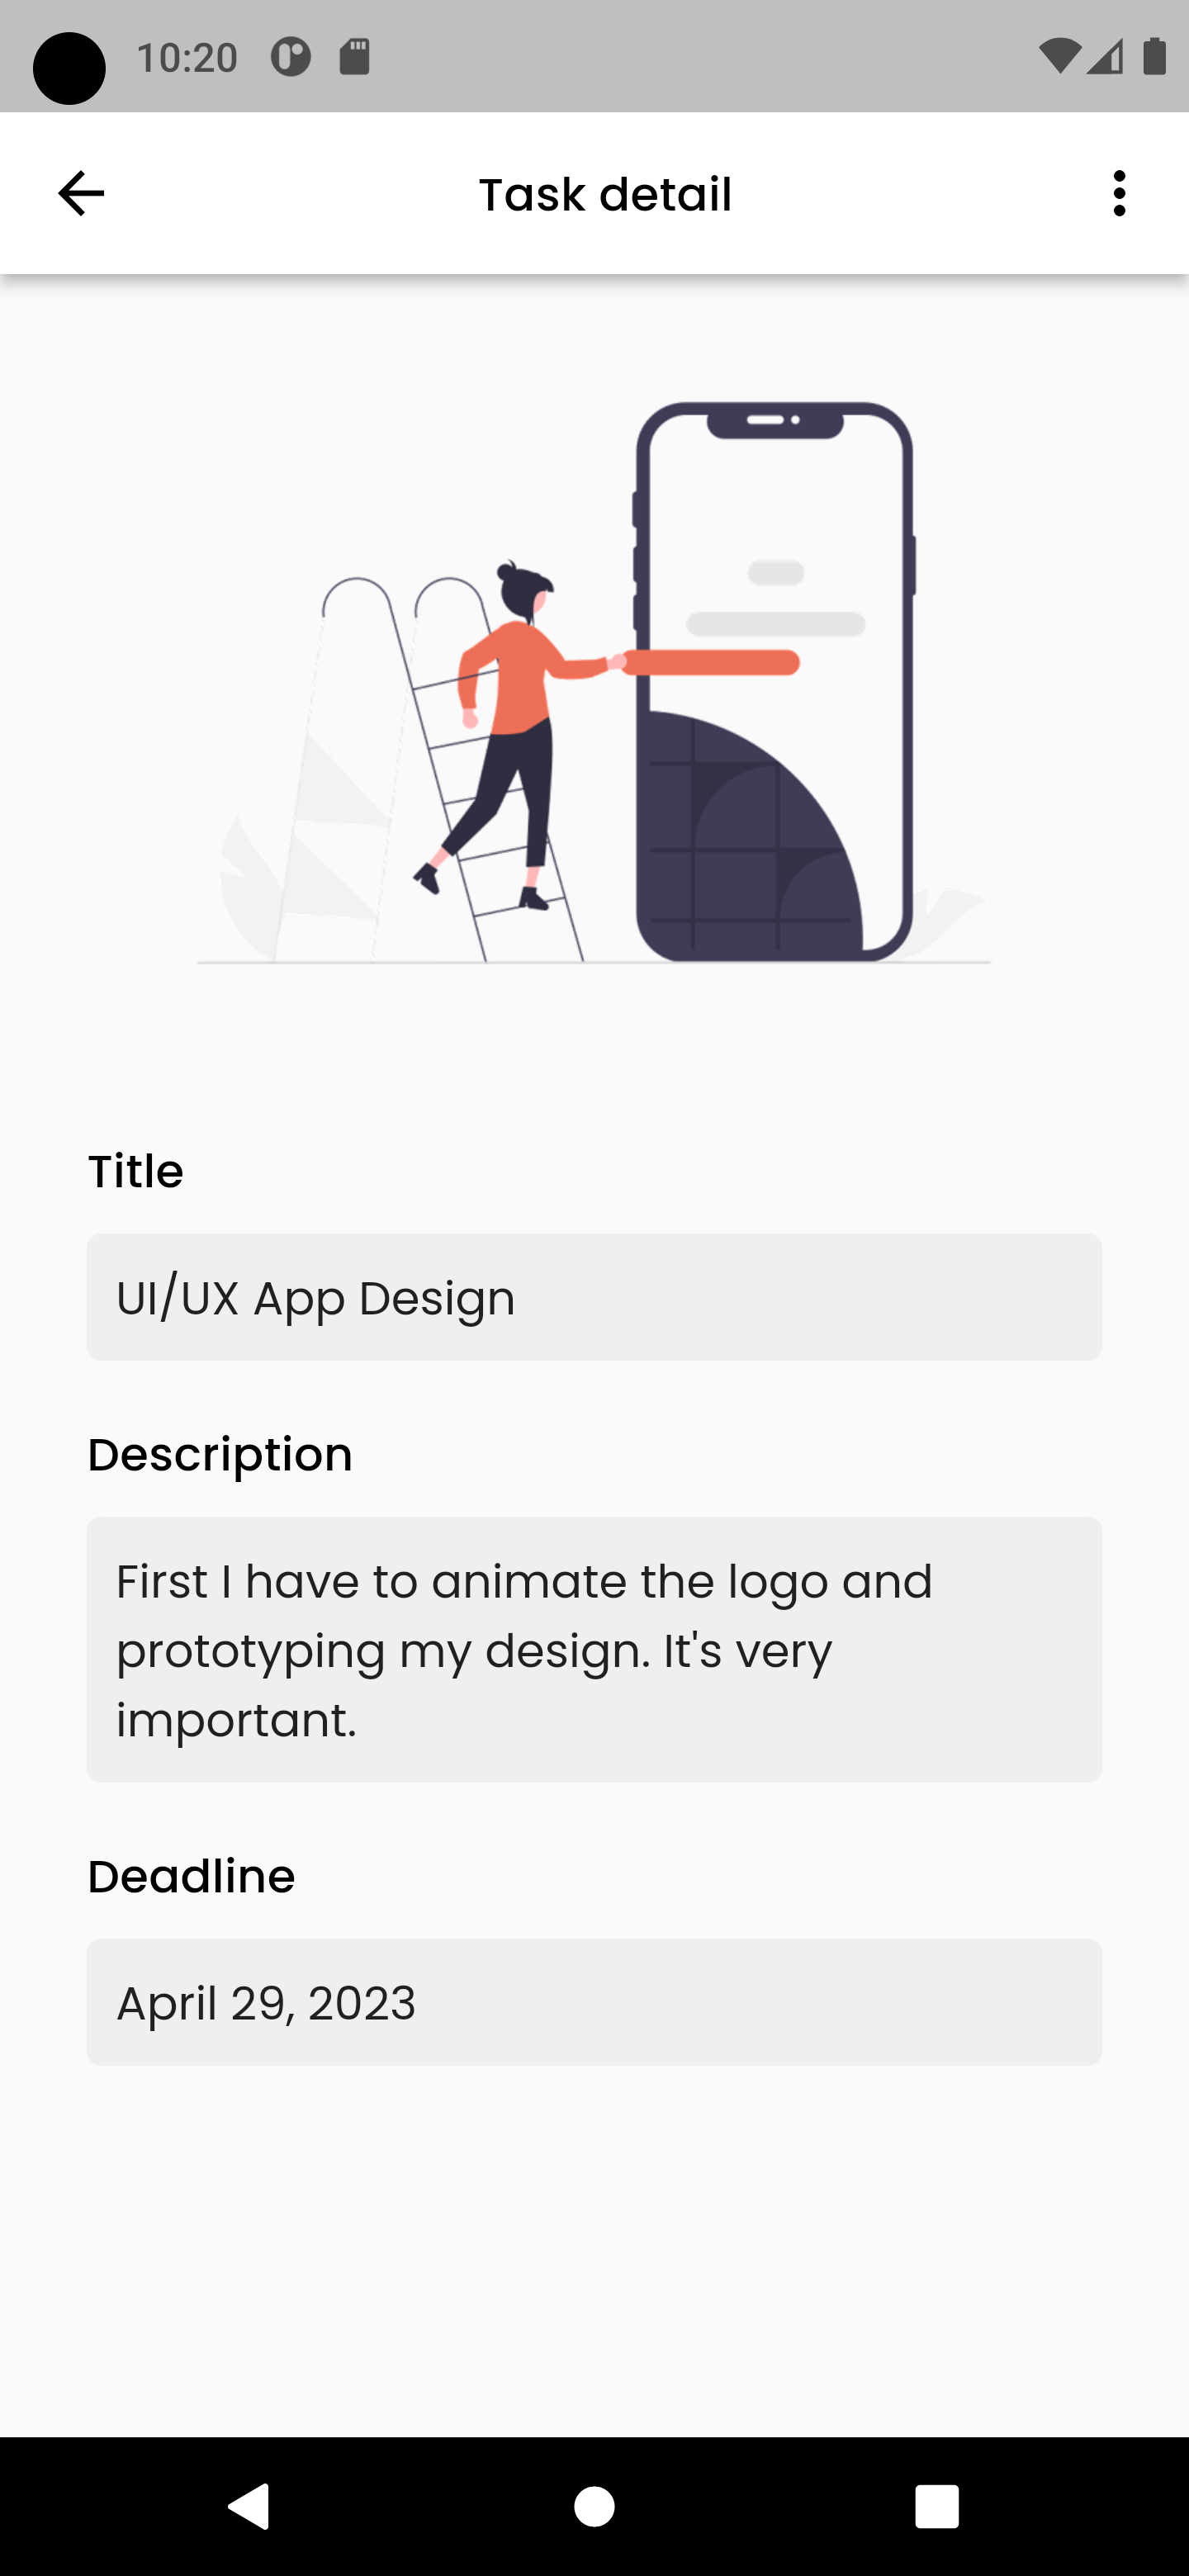 10:20
Task detail
Title
UI/UX App Design
Description
First I have to animate the logo and
prototyping my design. It's very
important.
Deadline
April 29, 2023